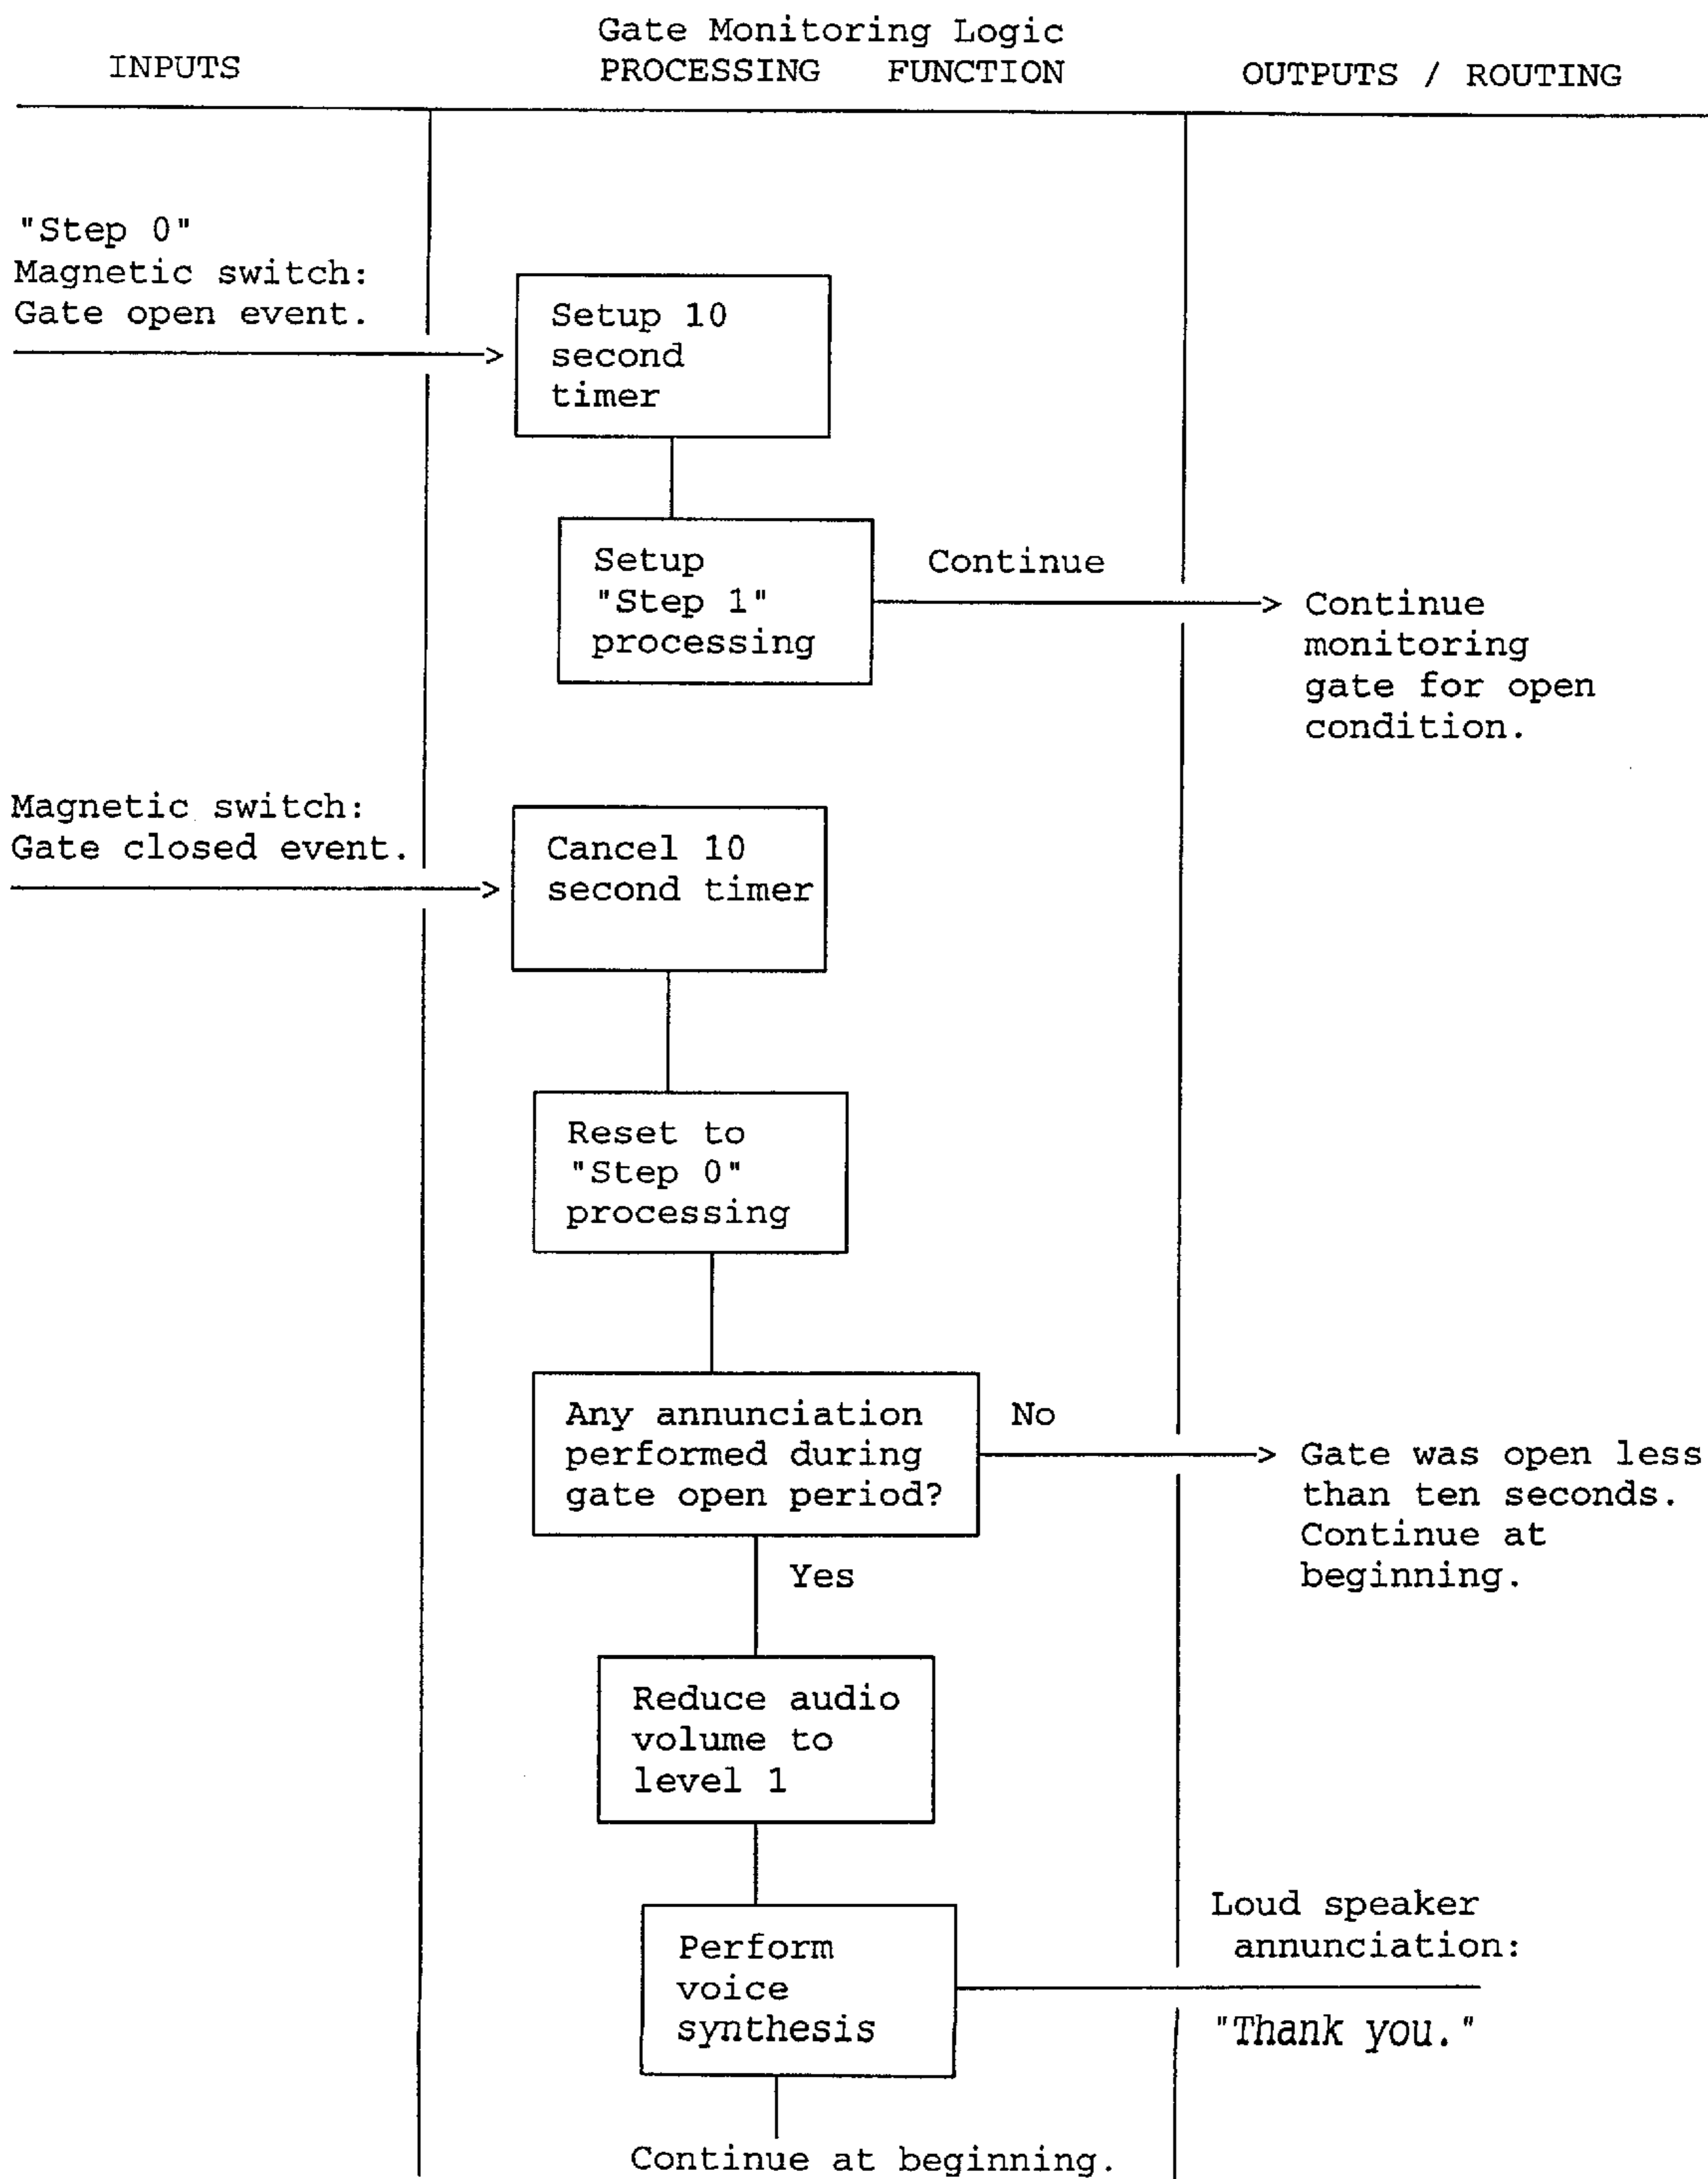 Gate Monitoring Logic
INPUTS PROCESSING FUNCTION OUTPUTS / ROUTING
"Step 0"
Magnetic switch:
Gate open event.
Setup 10
second
timer
Setup
"Step 1"
processing
Continue
Continue
monitoring
gate for open
condition.
Magnetic switch:
Gate closed event.
Cancel 10
second timer
Reset to
"Step 0"
processing
Any annunciation
performed during
gate open period?
No
Gate was open less
than ten seconds.
Continue at
beginning.
Yes
Reduce audio
volume to
level 1
Perform
voice
synthesis
Loud speaker
annunciation:
"Thank you."
Continue at beginning.